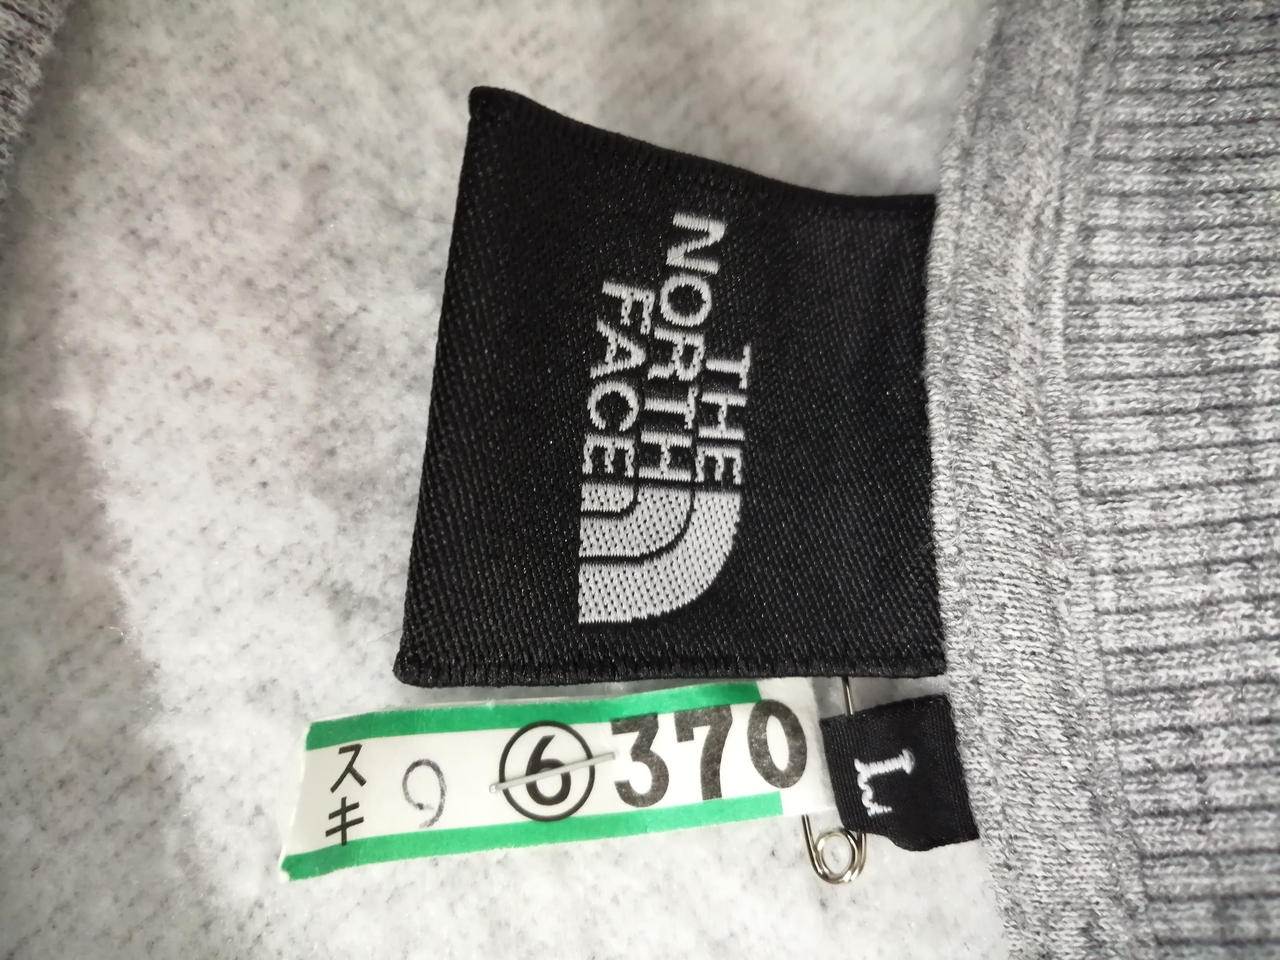 THE
NORTH
FACE
L
スキ 9 ⑥ 370